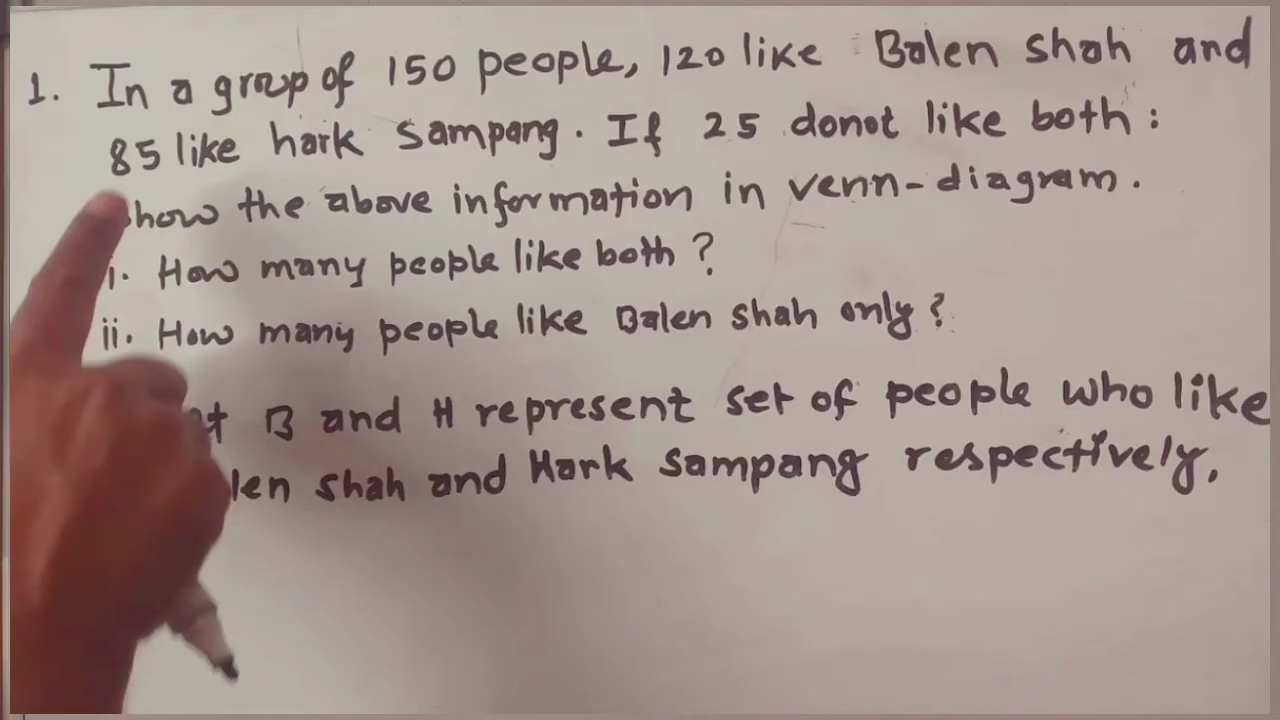 1. In a group of 150 people, 120 like Balen shah and
85 like hark sampang. If 25 donot like both:
show the above information in venn-diagram.
i. How many people like both?
ii. How many people like Balen shah only?
B and H represent set of people who like
shah and Hark sampang respectively.